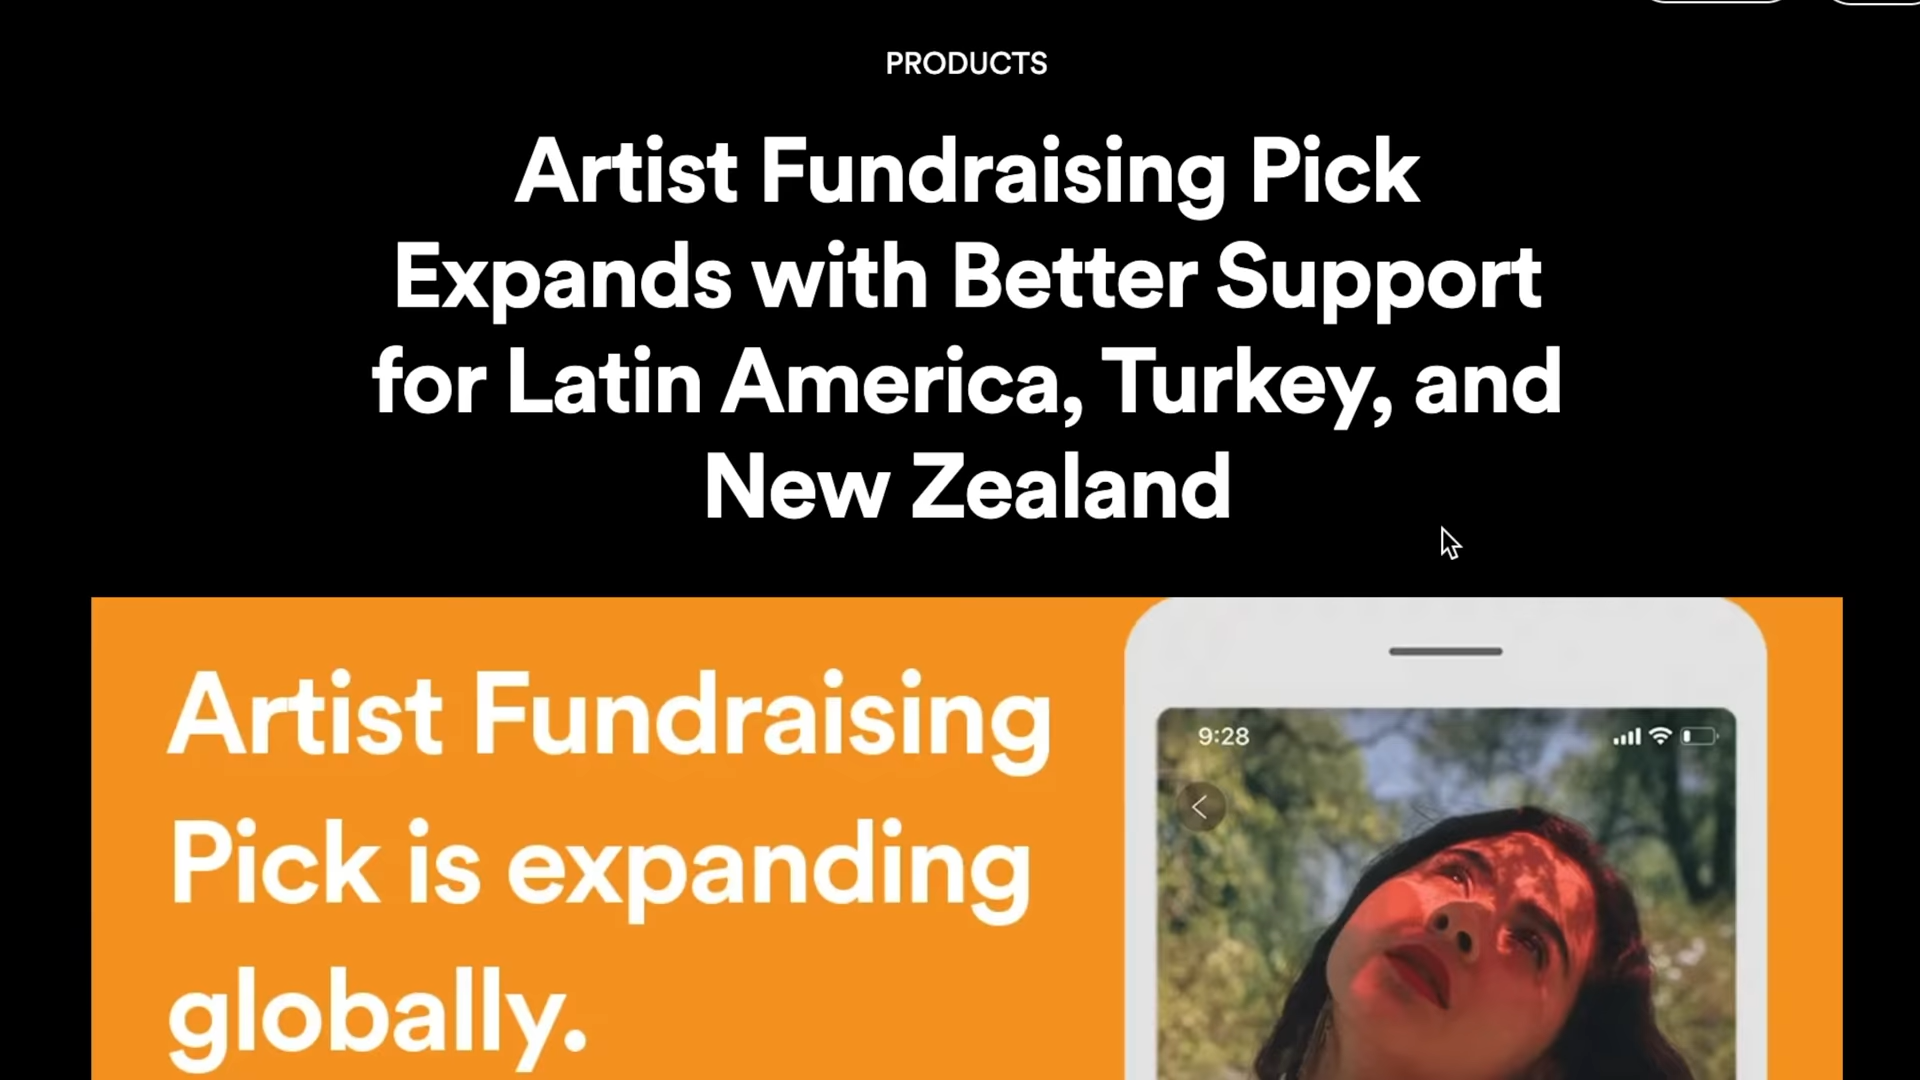 PRODUCTS
Artist Fundraising Pick
Expands with Better Support
for Latin America, Turkey, and
New Zealand
Artist Fundraising
Pick is expanding
globally.
9:28